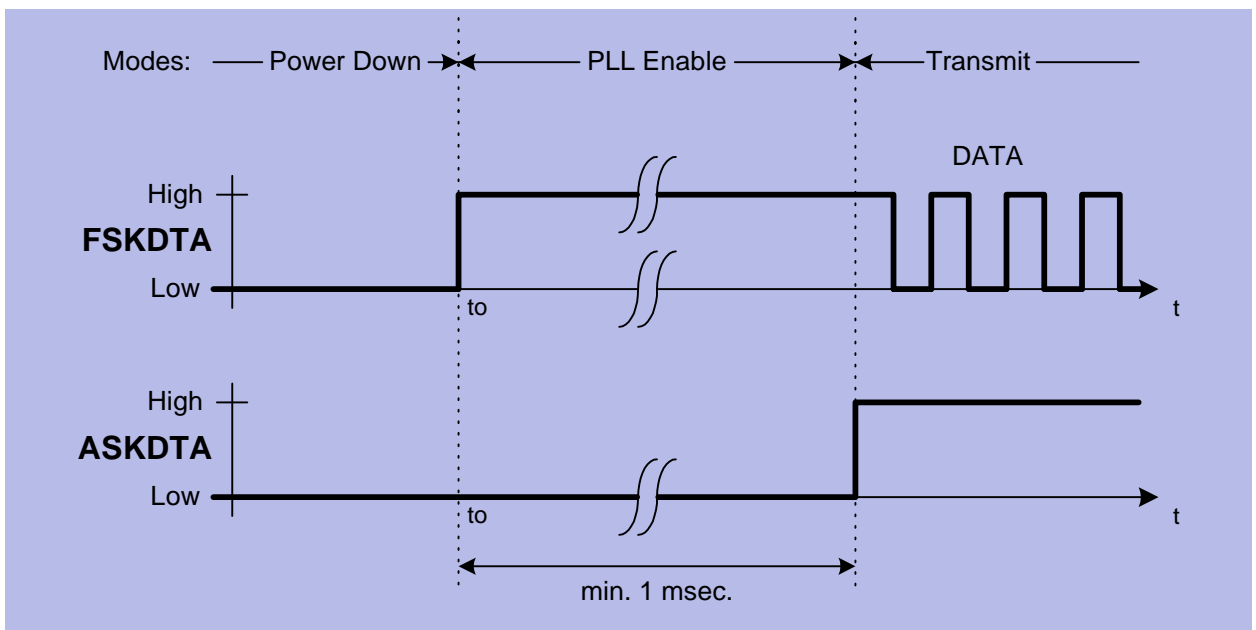 Modes: Power Down PLL Enable Transmit
DATA
High
FSKDTA
Low
to
t
High
ASKDTA
Low
to
t
min. 1 msec.